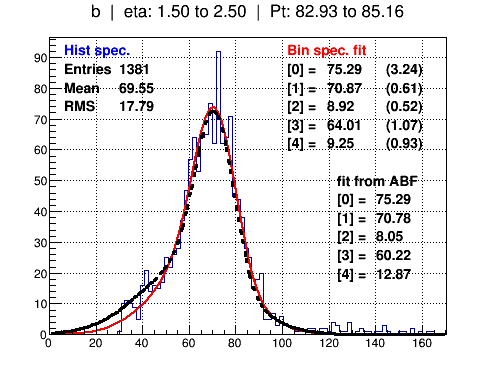 b | eta: 1.50 to 2.50 | Pt: 82.93 to 85.16
Hist spec.
Entries 1381
Mean 69.55
RMS 17.79
Bin spec. fit
[0] = 75.29 (3.24)
[1] = 70.87 (0.61)
[2] = 8.92 (0.52)
[3] = 64.01 (1.07)
[4] = 9.25 (0.93)
fit from ABF
[0] = 75.29
[1] = 70.78
[2] = 8.05
[3] = 60.22
[4] = 12.87
90
80
70
60
50
40
30
20
10
0
0 20 40 60 80 100 120 140 160